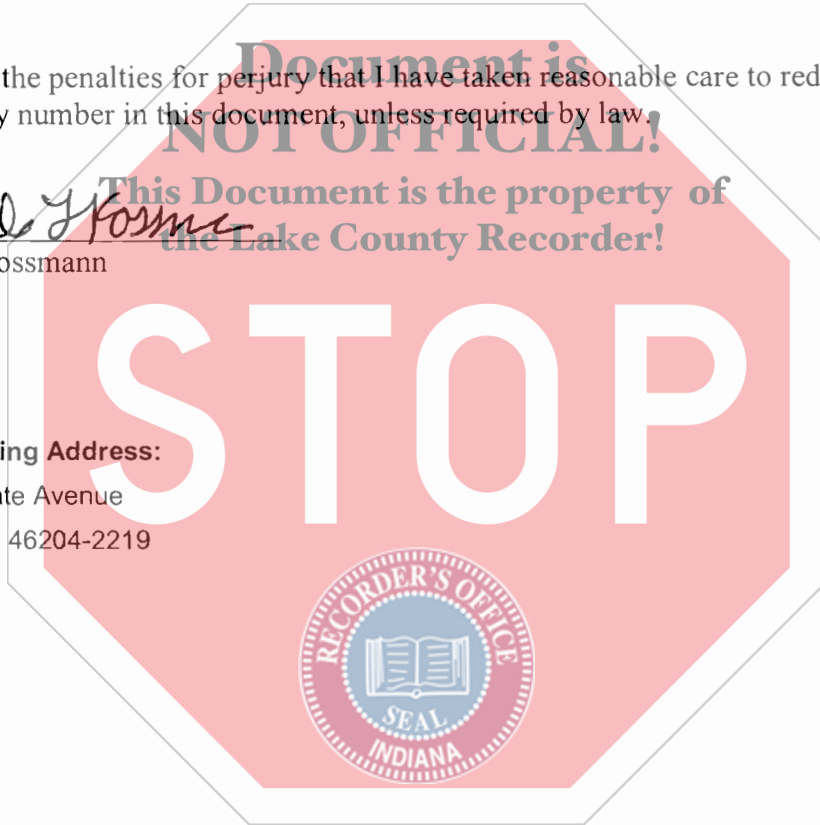 Document is
the penalties for perjury that I have taken reasonable care to red
y number in this document, unless required by law.
NOT OFFICIAL!
This Document is the property of
the Lake County Recorder!
ossmann
STOP
ing Address:
te Avenue
46204-2219
RECORDER'S OFFICE
SEAL
INDIANA